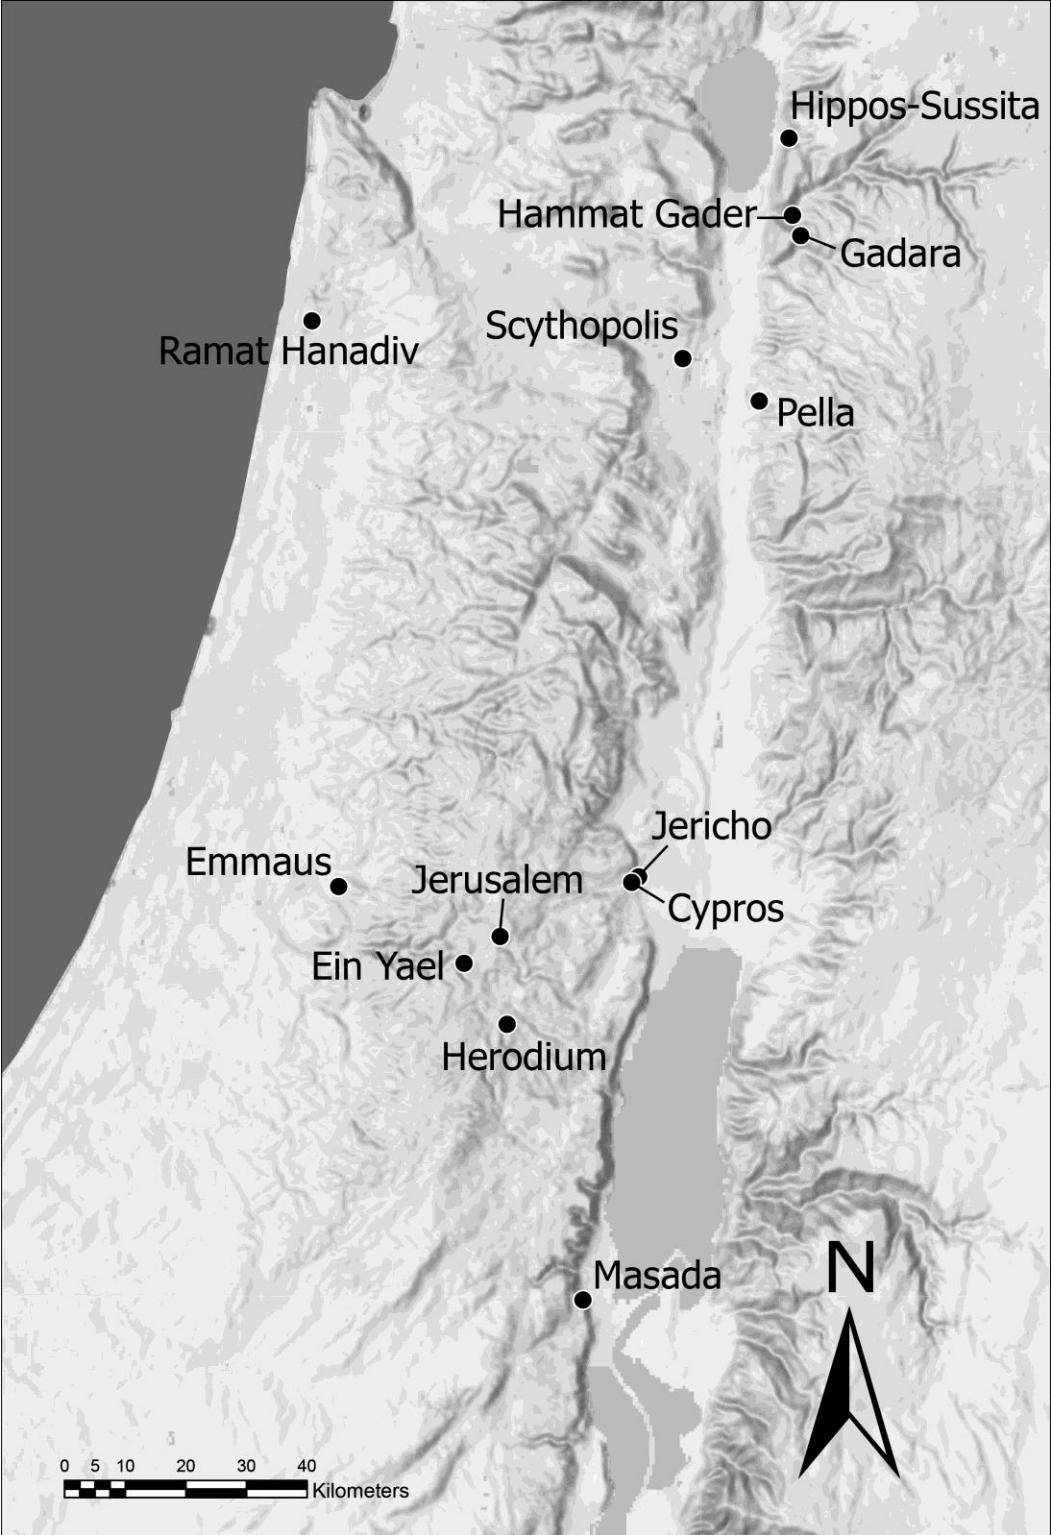 Hippos-Sussita
Hammat Gader
Gadara
Scythopolis
Ramat Hanadiv
Pella
Jericho
Emmaus
Jerusalem
Cypros
Ein Yael
Herodium
N
Masada
0 5 10 20 30 40
Kilometers